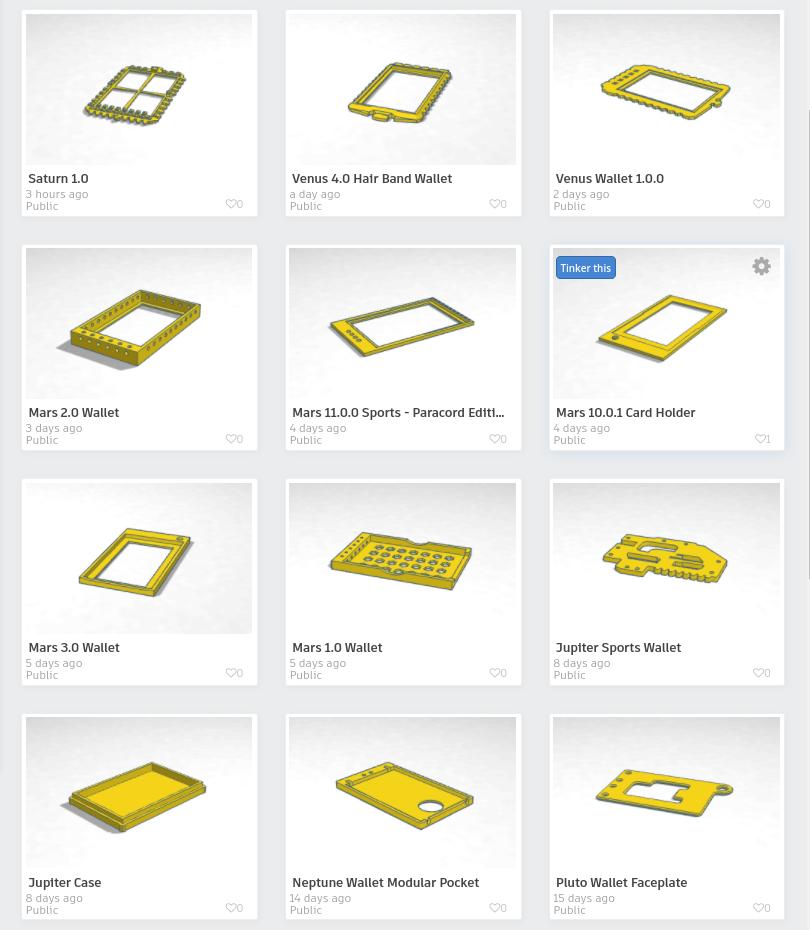 Saturn 1.0
3 hours ago
Public
0
Venus 4.0 Hair Band Wallet
a day ago
Public
0
Venus Wallet 1.0.0
2 days ago
Public
0
Mars 2.0 Wallet
3 days ago
Public
0
Mars 11.0.0 Sports - Paracord Editi...
4 days ago
Public
0
Tinker this
Mars 10.0.1 Card Holder
4 days ago
Public
1
Mars 3.0 Wallet
5 days ago
Public
0
Mars 1.0 Wallet
5 days ago
Public
0
Jupiter Sports Wallet
8 days ago
Public
0
Jupiter Case
8 days ago
Public
0
Neptune Wallet Modular Pocket
14 days ago
Public
0
Pluto Wallet Faceplate
15 days ago
Public
0